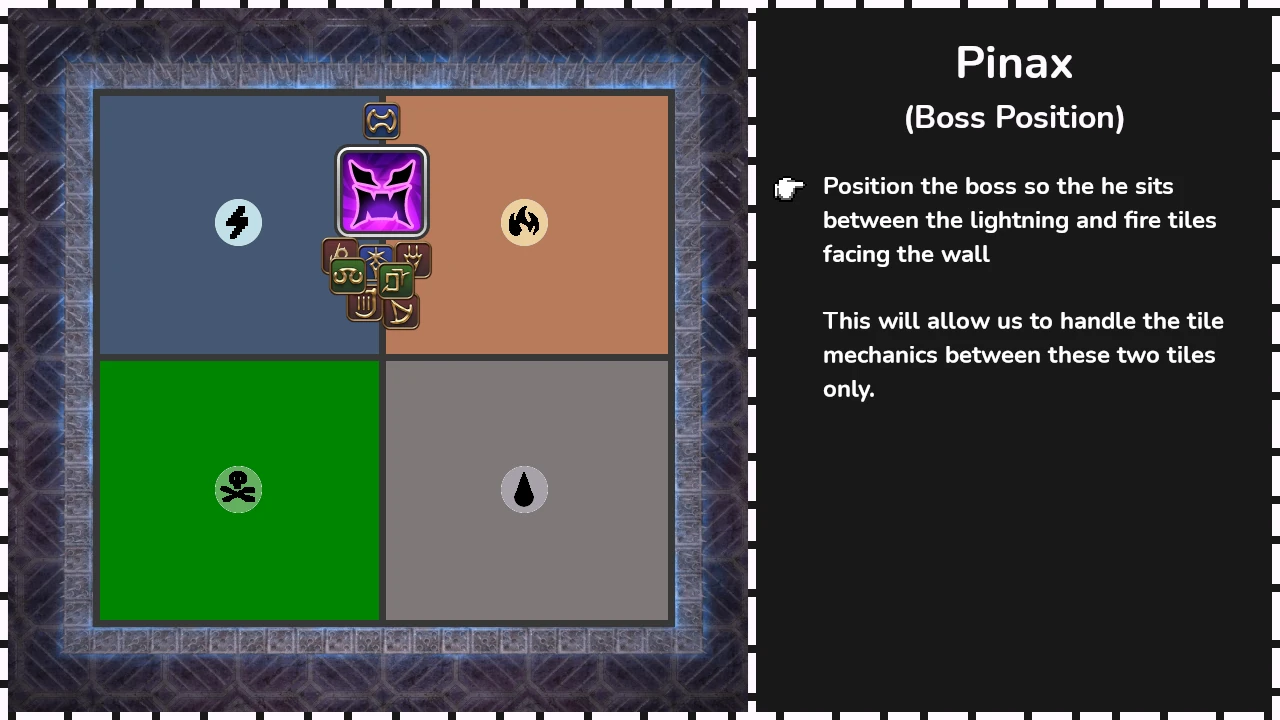 Pinax
(Boss Position)
Position the boss so the he sits
between the lightning and fire tiles
facing the wall
This will allow us to handle the tile
mechanics between these two tiles
only.